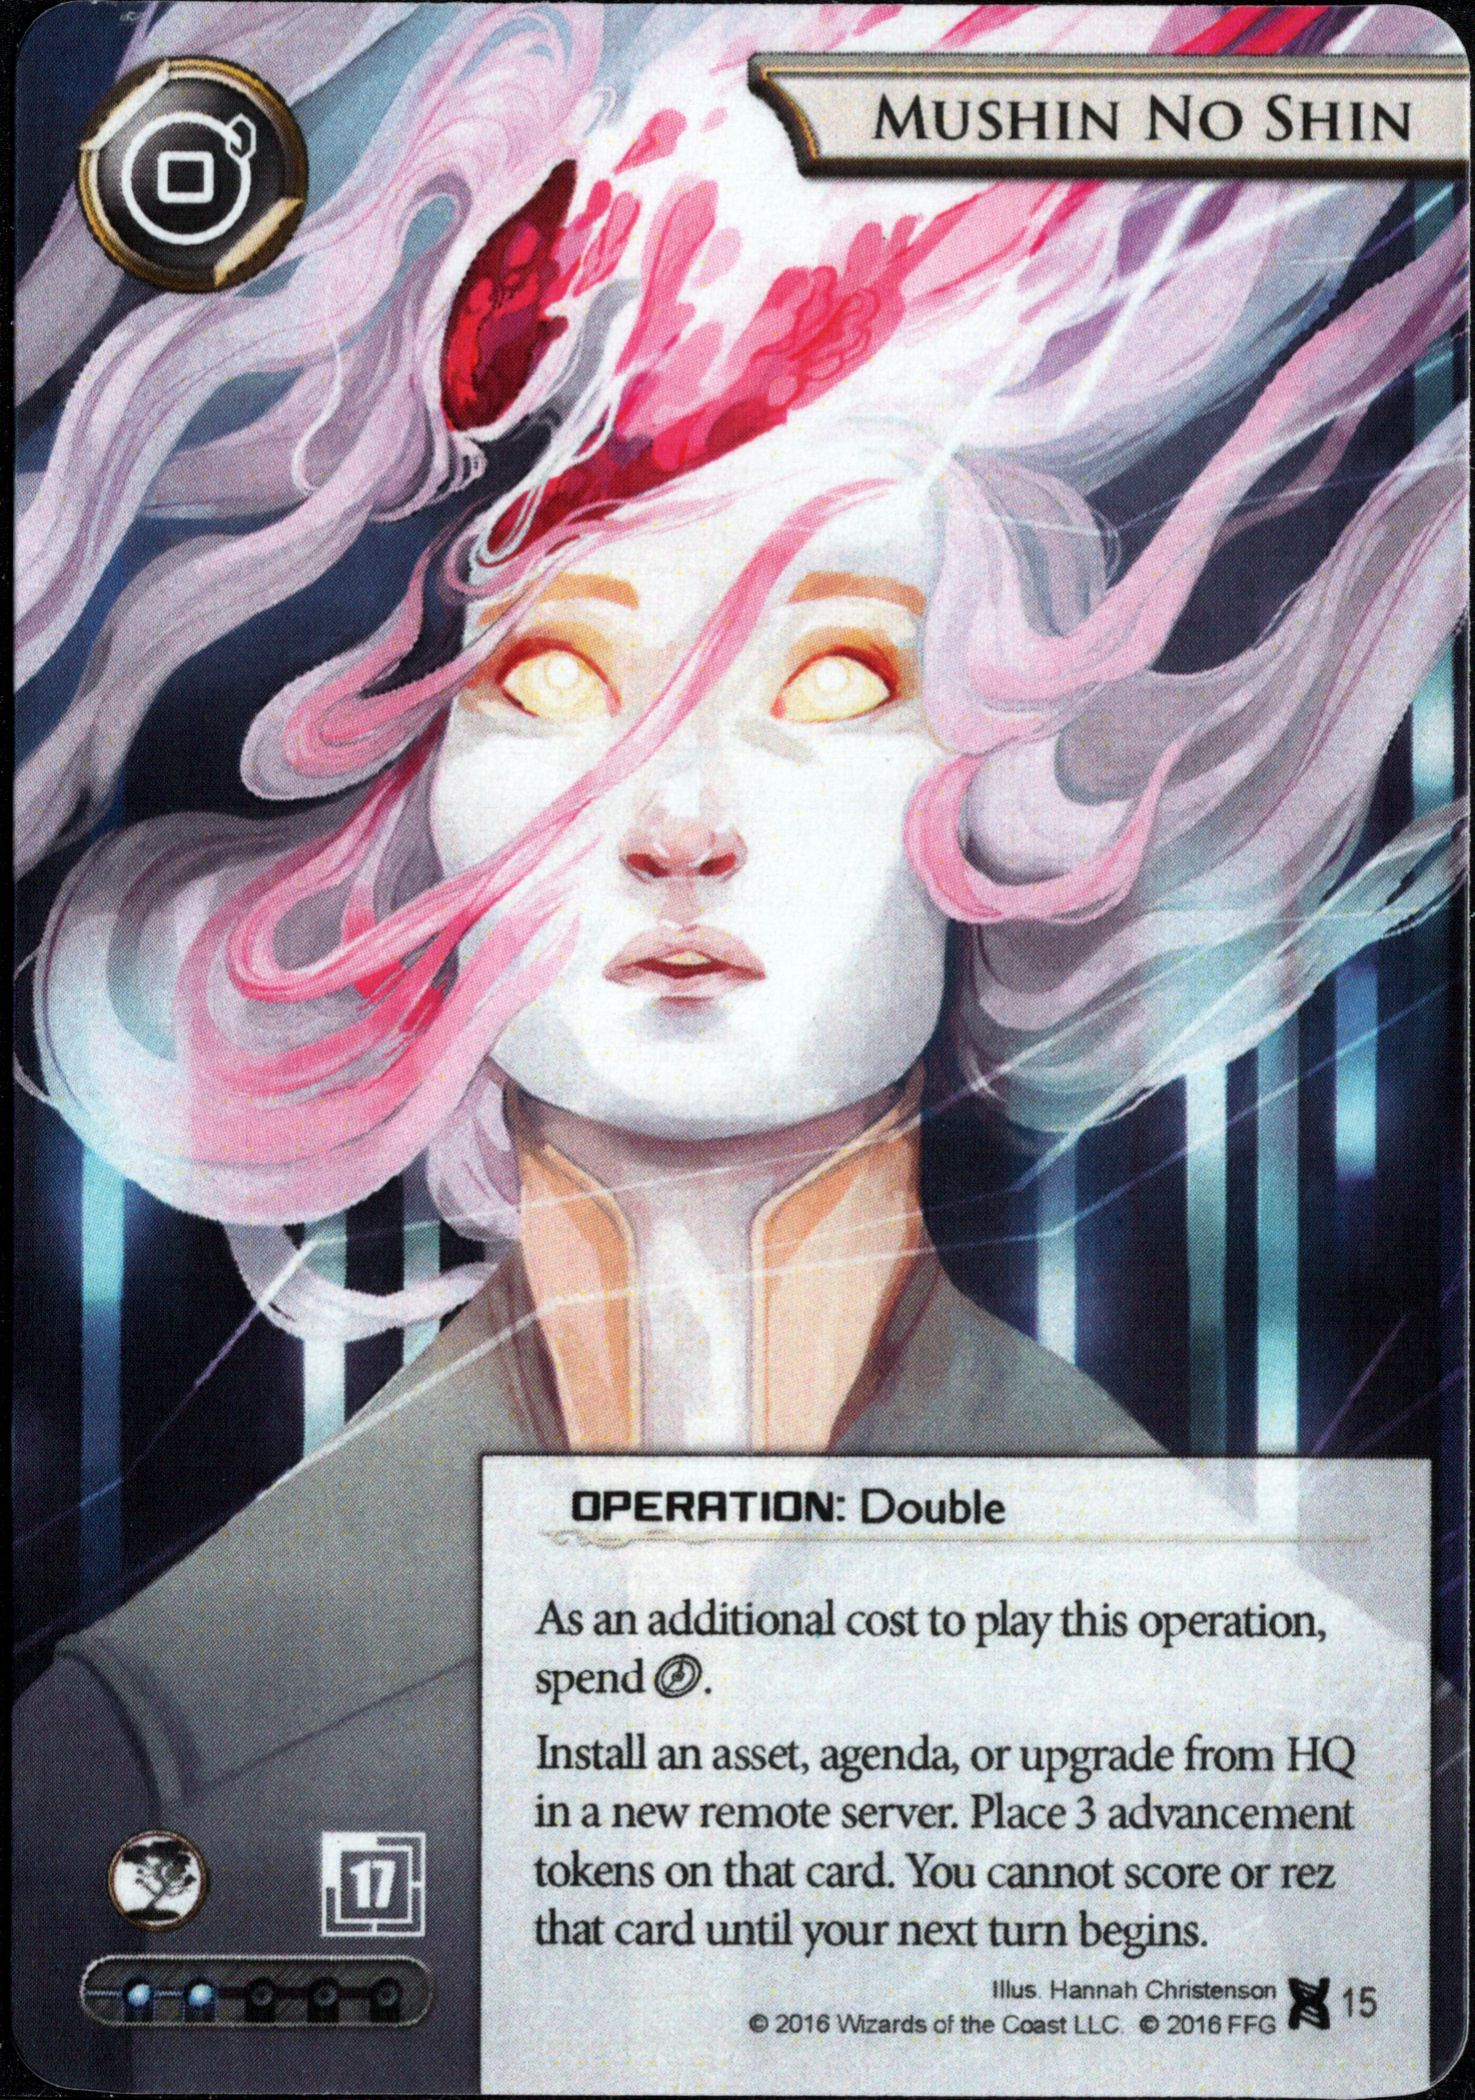 MUSHIN NO SHIN
OPERATION: Double
As an additional cost to play this operation,
spend .
Install an asset, agenda, or upgrade from HQ
in a new remote server. Place 3 advancement
tokens on that card. You cannot score or rez
that card until your next turn begins.
17
Illus. Hannah Christenson
© 2016 Wizards of the Coast LLC. © 2016 FFG
15